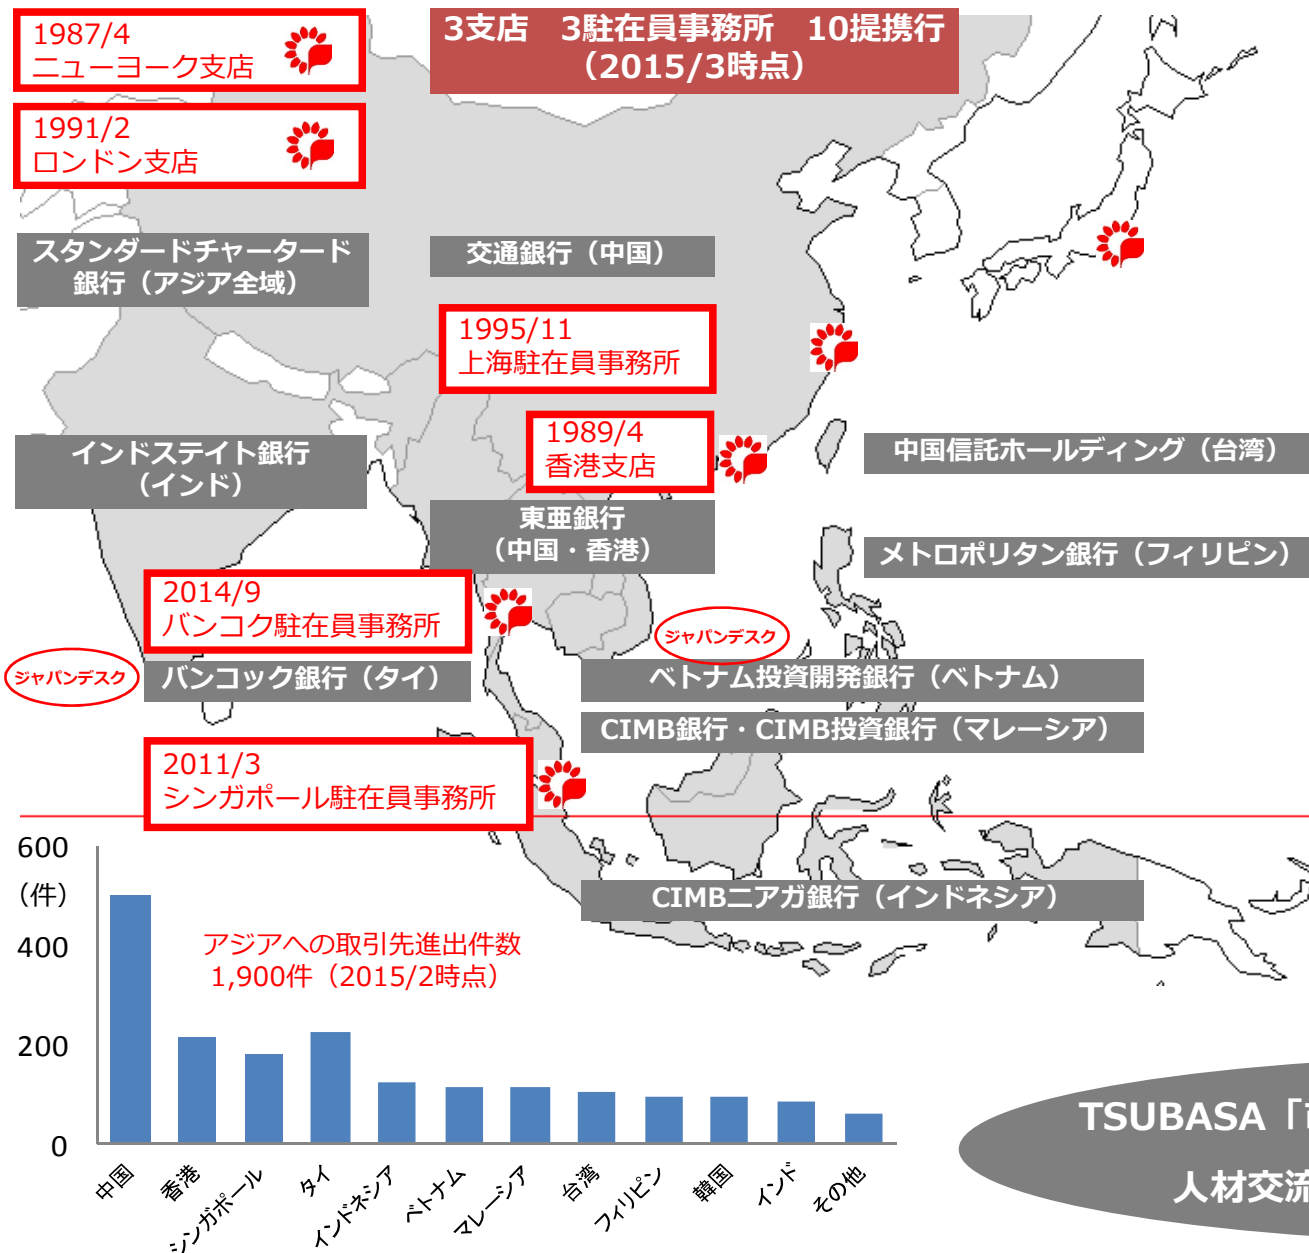 1987/4
ニューヨーク支店
3支店　3駐在員事務所　10提携行
（2015/3時点）
1991/2
ロンドン支店
スタンダードチャータード
銀行（アジア全域）
交通銀行（中国）
1995/11
上海駐在員事務所
1989/4
香港支店
インドステイト銀行
（インド）
中国信託ホールディング（台湾）
東亜銀行
（中国・香港）
メトロポリタン銀行（フィリピン）
2014/9
バンコク駐在員事務所
ジャパンデスク
ジャパンデスク
バンコック銀行（タイ）
ベトナム投資開発銀行（ベトナム）
CIMB銀行・CIMB投資銀行（マレーシア）
2011/3
シンガポール駐在員事務所
CIMBニアガ銀行（インドネシア）
600
（件）
400
200
0
アジアへの取引先進出件数
1,900件（2015/2時点）
中国
香港
シンガポール
タイ
インドネシア
ベトナム
マレーシア
台湾
フィリピン
韓国
インド
その他
TSUBASA「
人材交流